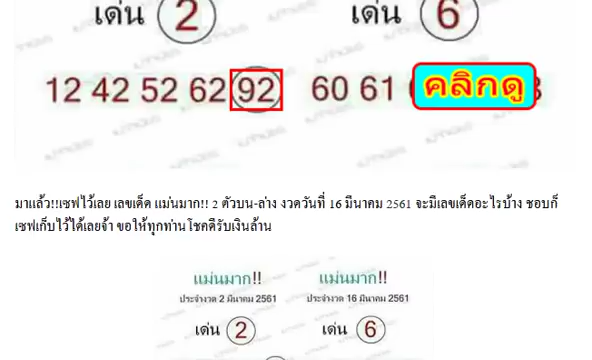 เด่น 2 เด่น 6
12 42 52 62 92 60 61 คลิกดู
มาแล้ว!!เซฟไว้เลย เลขเด็ด แม่นมาก!! 2 ตัวบน-ล่าง งวดวันที่ 16 มีนาคม 2561 จะมีเลขเด็ดอะไรบ้าง ชอบก็
เซฟเก็บไว้ได้เลยจ้า ขอให้ทุกท่านโชคดีรับเงินล้าน
แม่นมาก!! แม่นมาก!!
ประจำงวด 2 มีนาคม 2561 ประจำงวด 16 มีนาคม 2561
เด่น 2 เด่น 6